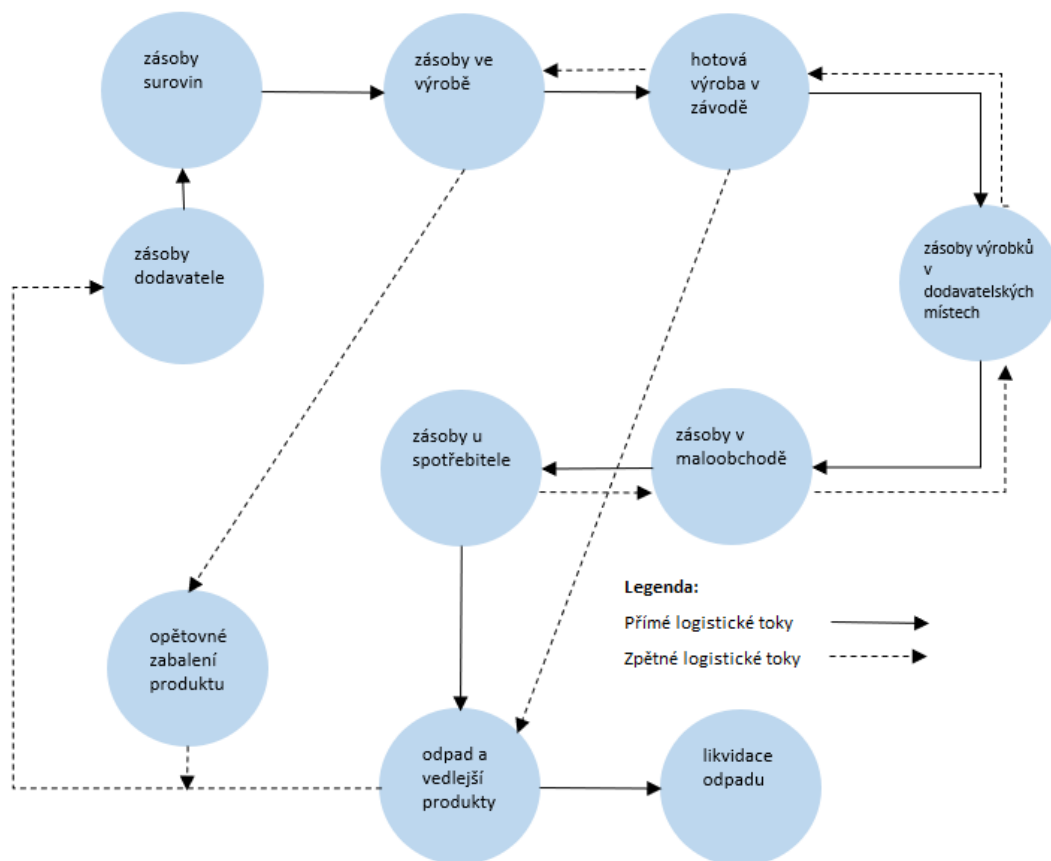 zásoby
surovin
zásoby ve
výrobě
hotová
výroba v
závodě
zásoby
dodavatele
zásoby výrobků
v
dodavatelských
místech
zásoby u
spotřebitele
zásoby v
maloobchodě
Legenda:
Přímé logistické toky
Zpětné logistické toky
opětovné
zabalení
produktu
odpad a
vedlejší
produkty
likvidace
odpadu